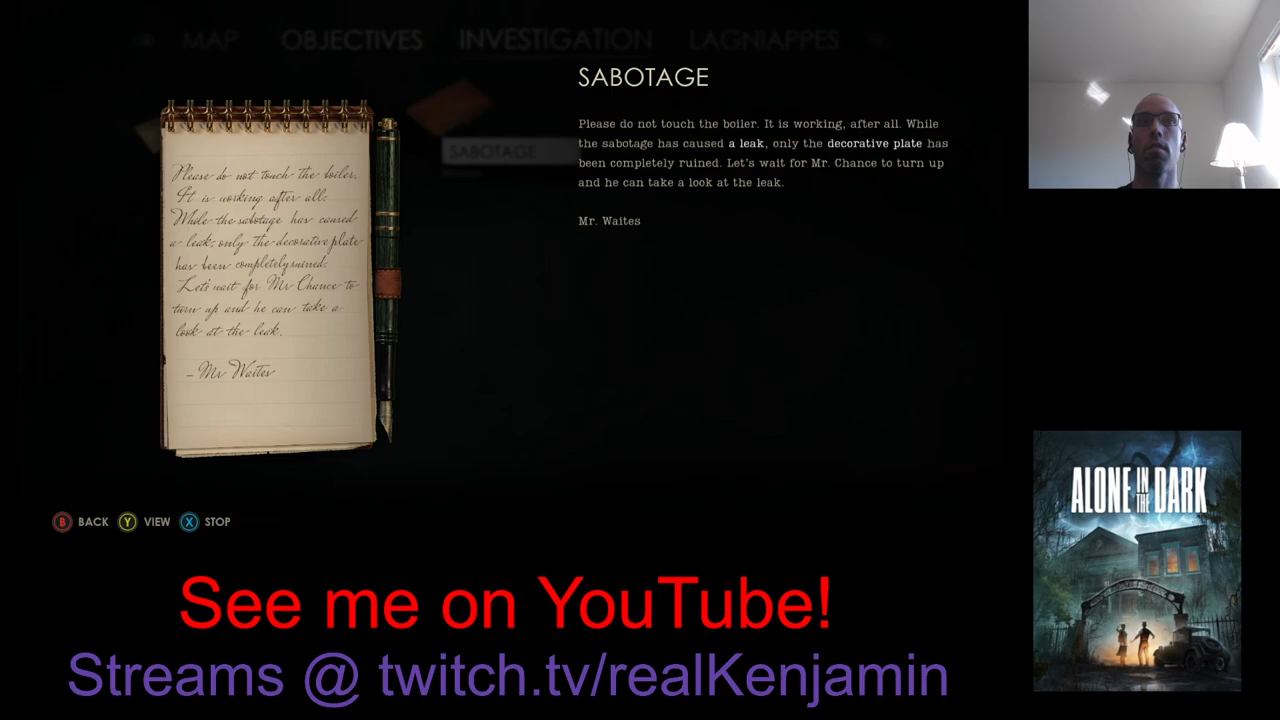 MAP OBJECTIVES INVESTIGATION LAGNIAPPES
SABOTAGE
Please do not touch the boiler.
It is working after all.
While the sabotage has caused
a leak, only the decorative plate
has been completely ruined.
Let's wait for Mr Chance to
turn up and he can take a
look at the leak.
- Mr Waites
SABOTAGE
Please do not touch the boiler. It is working, after all. While
the sabotage has caused a leak, only the decorative plate has
been completely ruined. Let's wait for Mr. Chance to turn up
and he can take a look at the leak.
Mr. Waites
B BACK Y VIEW X STOP
ALONE IN THE DARK
See me on YouTube!
Streams @ twitch.tv/realKenjamin